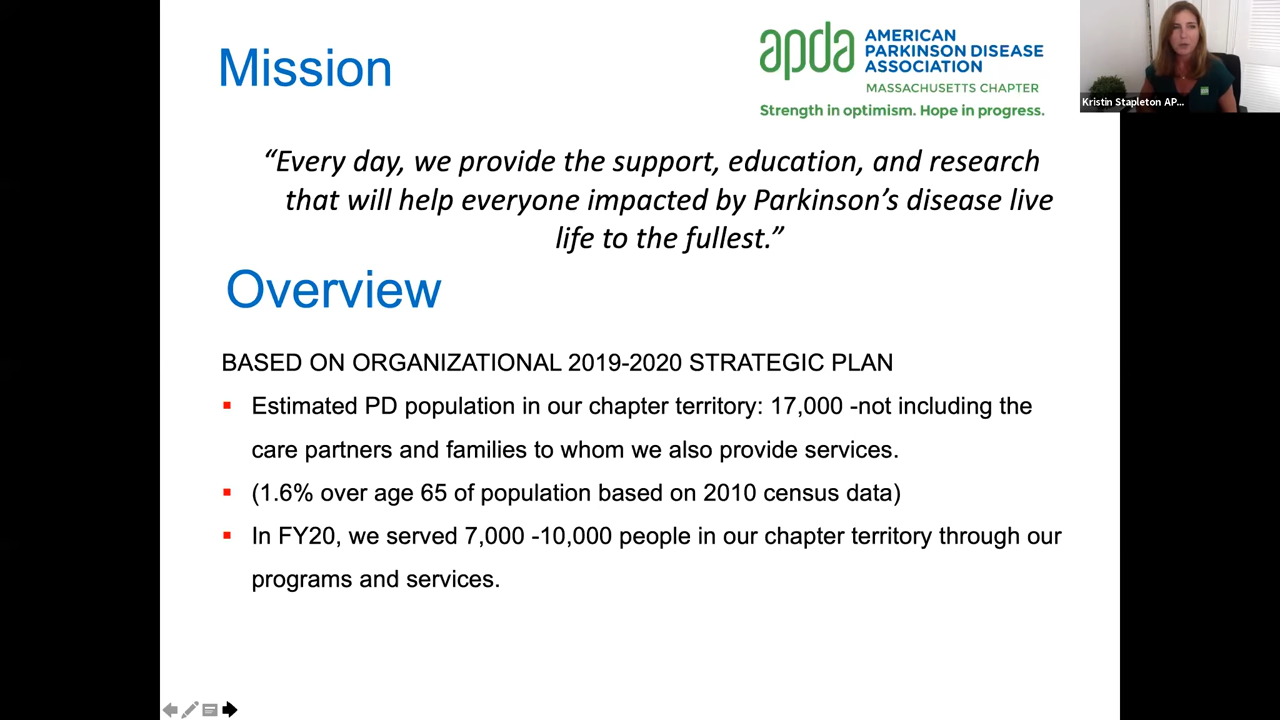 Mission
apda AMERICAN
PARKINSON DISEASE
ASSOCIATION
MASSACHUSETTS CHAPTER
Strength in optimism. Hope in progress.
Kristin Stapleton AP...
“Every day, we provide the support, education, and research
that will help everyone impacted by Parkinson’s disease live
life to the fullest.”
Overview
BASED ON ORGANIZATIONAL 2019-2020 STRATEGIC PLAN
▪ Estimated PD population in our chapter territory: 17,000 -not including the
care partners and families to whom we also provide services.
▪ (1.6% over age 65 of population based on 2010 census data)
▪ In FY20, we served 7,000 -10,000 people in our chapter territory through our
programs and services.